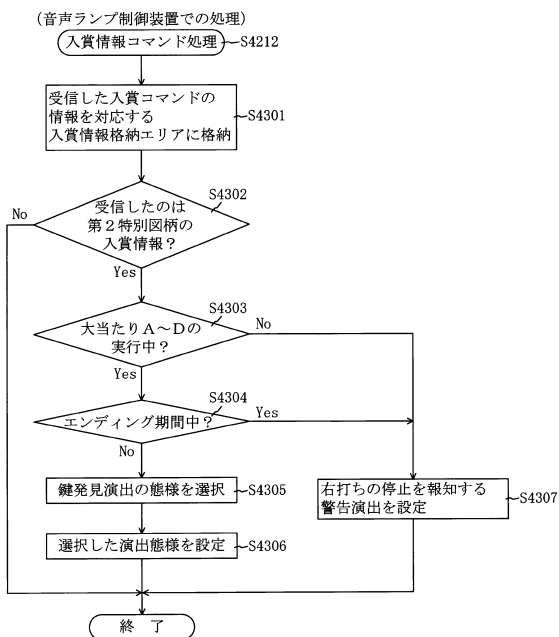 (音声ランプ制御装置での処理)
入賞情報コマンド処理
S4212
受信した入賞コマンドの
情報を対応する
入賞情報格納エリアに格納
S4301
S4302
受信したのは
第2特別図柄の
入賞情報?
No
Yes
S4303
大当たりA~Dの
実行中?
No
Yes
S4304
エンディング期間中?
Yes
No
鍵発見演出の態様を選択
S4305
右打ちの停止を報知する
警告演出を設定
S4307
選択した演出態様を設定
S4306
終 了